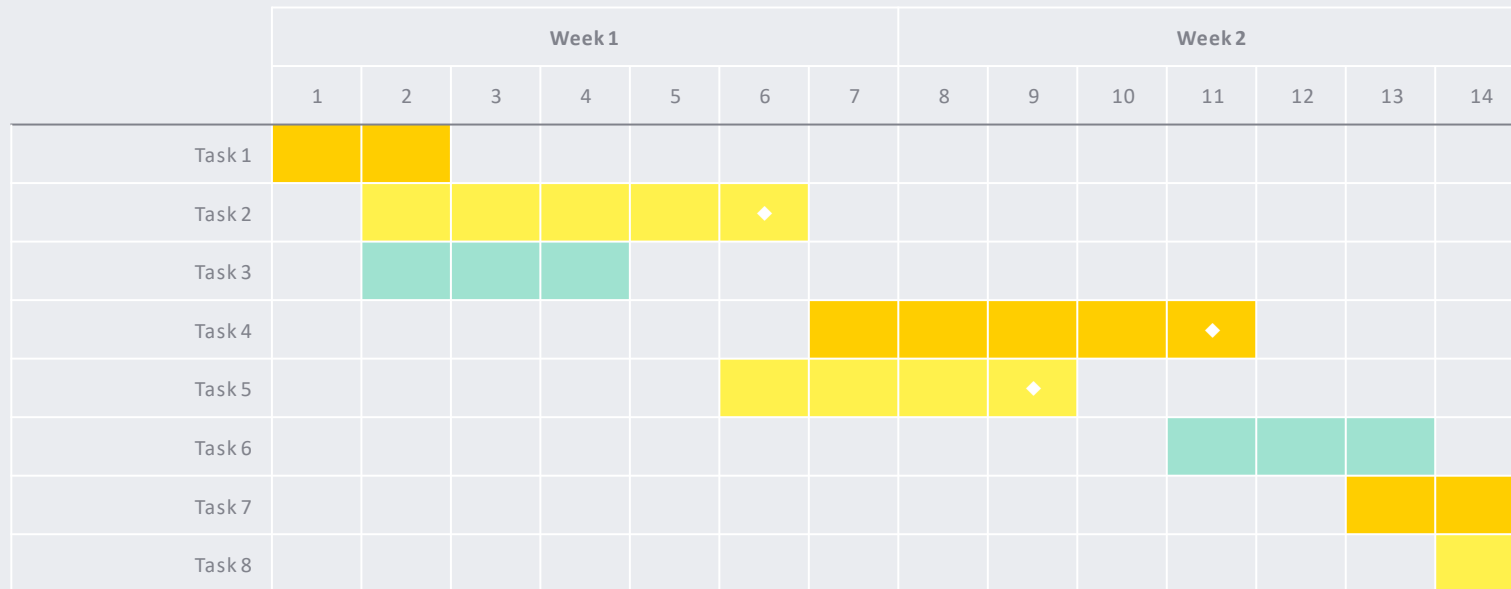 Week 1 Week 2
1 2 3 4 5 6 7 8 9 10 11 12 13 14
Task 1
Task 2
Task 3
Task 4
Task 5
Task 6
Task 7
Task 8